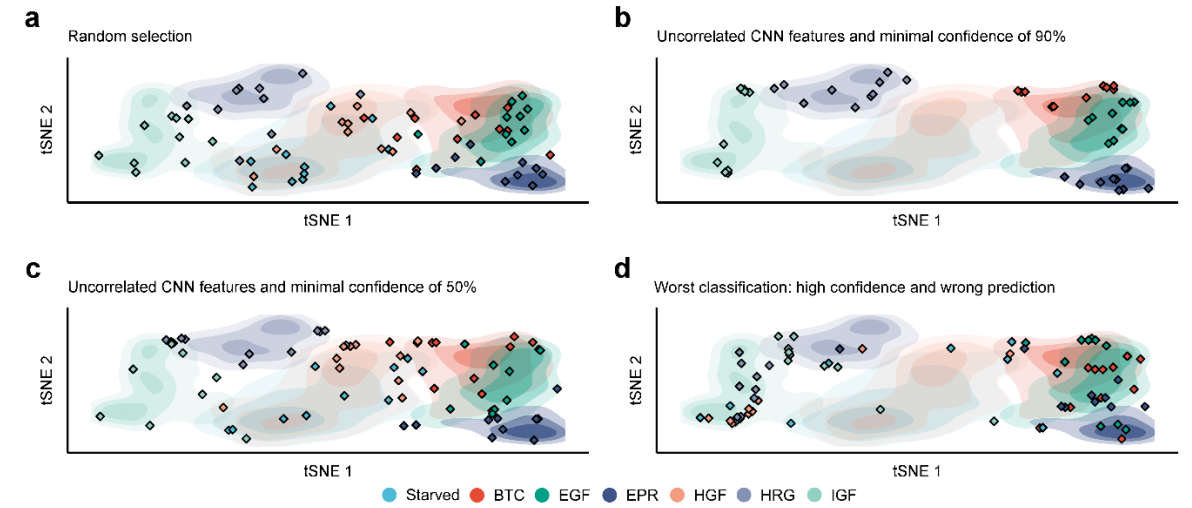 a
Random selection
tSNE 2
tSNE 1
b
Uncorrelated CNN features and minimal confidence of 90%
tSNE 2
tSNE 1
c
Uncorrelated CNN features and minimal confidence of 50%
tSNE 2
tSNE 1
d
Worst classification: high confidence and wrong prediction
tSNE 2
tSNE 1
Starved BTC EGF EPR HGF HRG IGF